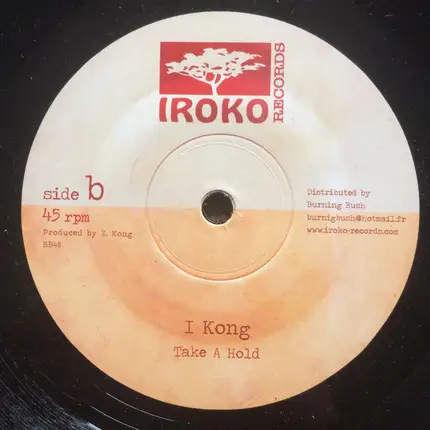 IROKO
RECORDS
side b
45 rpm
Produced by E. Kong
BB48
Distributed by
Burning Bush
burnigbush@hotmail.fr
www.iroko-records.com
I Kong
Take A Hold